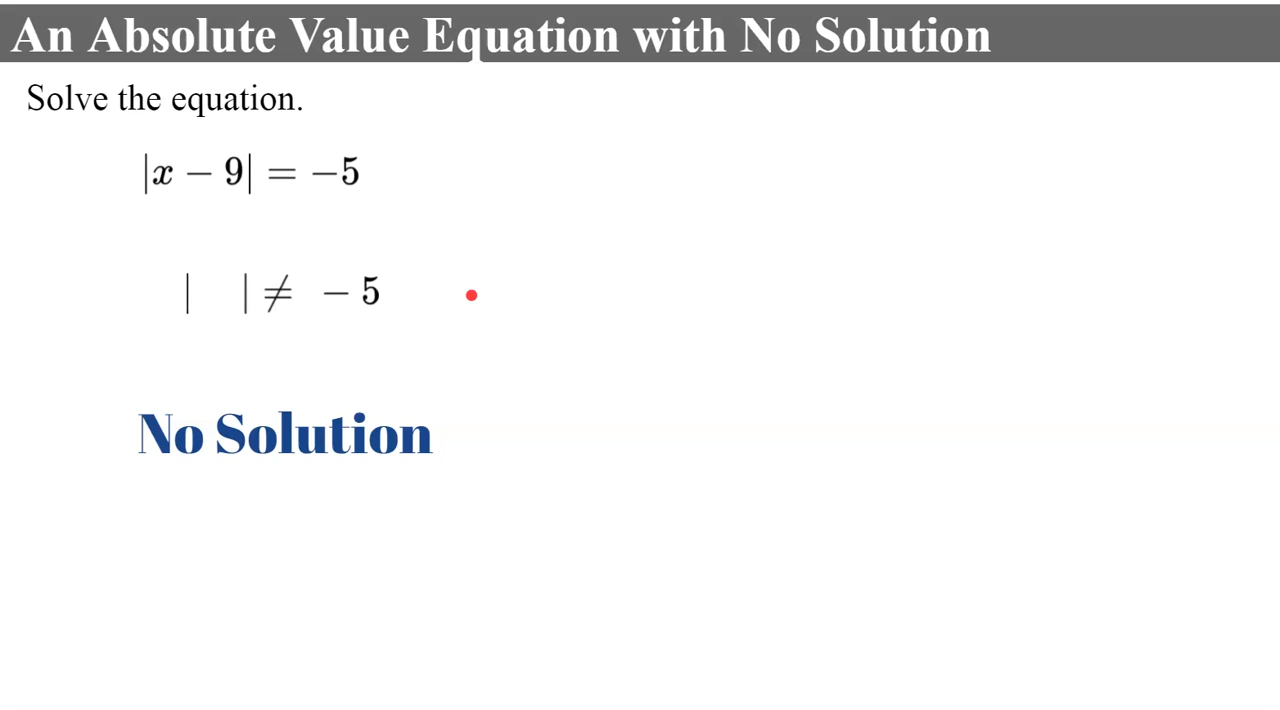 An Absolute Value Equation with No Solution
Solve the equation.
|x − 9| = −5
|   | ≠ − 5
No Solution